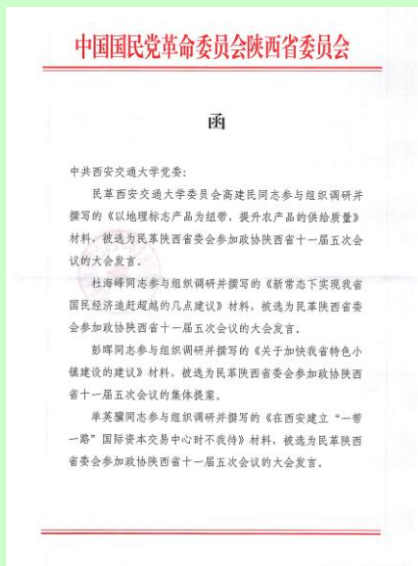 中国国民党革命委员会陕西省委员会
函
中共西安交通大学党委：
民革西安交通大学委员会高建民同志参与组织调研并
撰写的《以地理标志产品为纽带，提升农产品的供给质量》
材料，被选为民革陕西省委会参加政协陕西省十一届五次会
议的大会发言。
杜海峰同志参与组织调研并撰写的《新常态下实现我省
国民经济追赶超越的几点建议》材料，被选为民革陕西省委
会参加政协陕西省十一届五次会议的大会发言。
彭晖同志参与组织调研并撰写的《关于加快我省特色小
镇建设的建议》材料，被选为民革陕西省委会参加政协陕西
省十一届五次会议的集体提案。
单英骥同志参与组织调研并撰写的《在西安建立“一带
一路”国际资本交易中心时不我待》材料，被选为民革陕西
省委会参加政协陕西省十一届五次会议的大会发言。